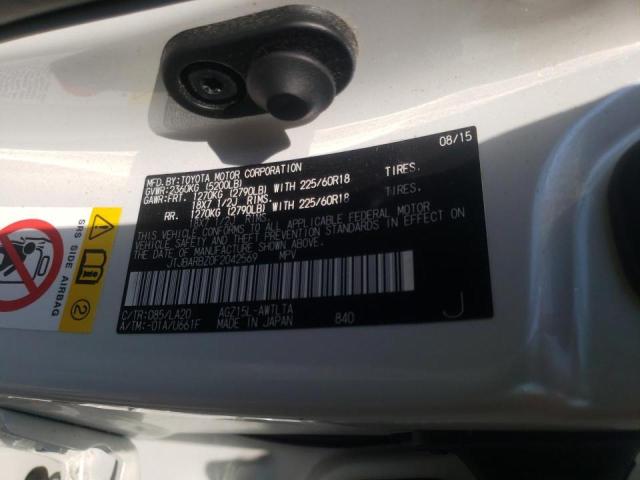 MFD.BY:TOYOTA MOTOR CORPORATION 08/15
GVWR:2360KG (5200LB)
GAWR:FRT. 1270KG (2790LB) WITH 225/60R18 TIRES.
18X7 1/2J RIMS.
RR. 1270KG (2790LB) WITH 225/60R18 TIRES.
RIMS.
THIS VEHICLE CONFORMS TO ALL APPLICABLE FEDERAL MOTOR
VEHICLE SAFETY STANDARDS IN EFFECT ON THE
DATE OF MANUFACTURE SHOWN ABOVE.
JTJBARBZ0F2042569 MPV
C/TR:085/LA20 AGZ15L-AWTLTA
A/TM:-01A/U661F MADE IN JAPAN 840
J
SRS SIDE AIRBAG
2